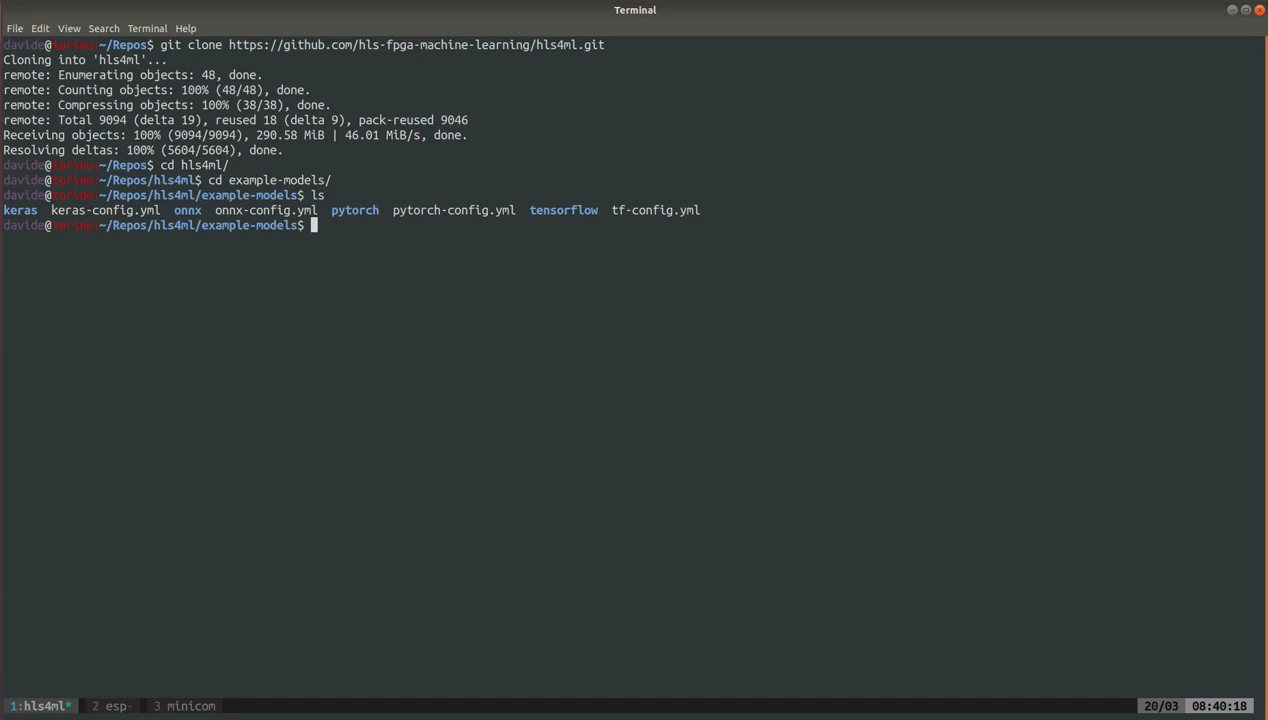 Terminal
File Edit View Search Terminal Help
davide@torino:~/Repos$ git clone https://github.com/hls-fpga-machine-learning/hls4ml.git
Cloning into 'hls4ml'...
remote: Enumerating objects: 48, done.
remote: Counting objects: 100% (48/48), done.
remote: Compressing objects: 100% (38/38), done.
remote: Total 9094 (delta 19), reused 18 (delta 9), pack-reused 9046
Receiving objects: 100% (9094/9094), 290.58 MiB | 46.01 MiB/s, done.
Resolving deltas: 100% (5604/5604), done.
davide@torino:~/Repos$ cd hls4ml/
davide@torino:~/Repos/hls4ml$ cd example-models/
davide@torino:~/Repos/hls4ml/example-models$ ls
keras keras-config.yml onnx onnx-config.yml pytorch pytorch-config.yml tensorflow tf-config.yml
davide@torino:~/Repos/hls4ml/example-models$
1:hls4ml* 2 esp- 3 minicom 20/03 08:40:18